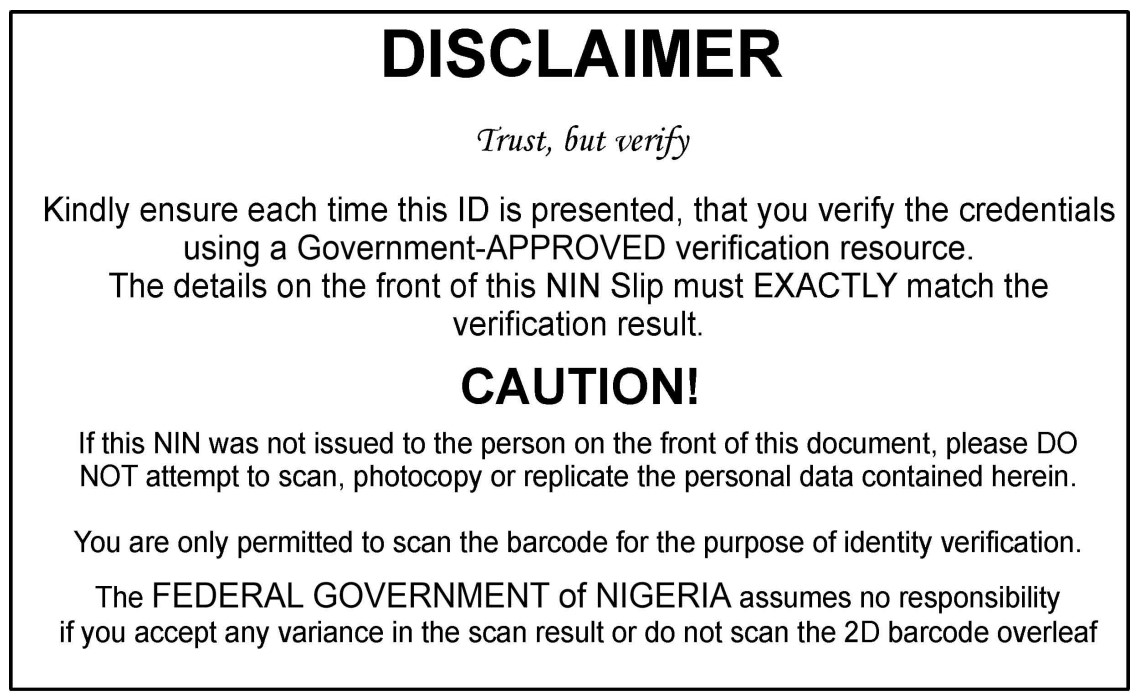 DISCLAIMER
Trust, but verify
Kindly ensure each time this ID is presented, that you verify the credentials
using a Government-APPROVED verification resource.
The details on the front of this NIN Slip must EXACTLY match the
verification result.
CAUTION!
If this NIN was not issued to the person on the front of this document, please DO
NOT attempt to scan, photocopy or replicate the personal data contained herein.
You are only permitted to scan the barcode for the purpose of identity verification.
The FEDERAL GOVERNMENT of NIGERIA assumes no responsibility
if you accept any variance in the scan result or do not scan the 2D barcode overleaf